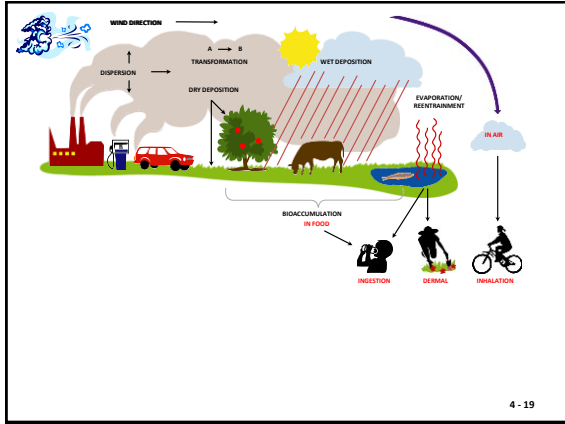 WIND DIRECTION
A B
TRANSFORMATION
WET DEPOSITION
DISPERSION
DRY DEPOSITION
EVAPORATION/
REENTRAINMENT
IN AIR
BIOACCUMULATION
IN FOOD
INGESTION
DERMAL
INHALATION
4 - 19